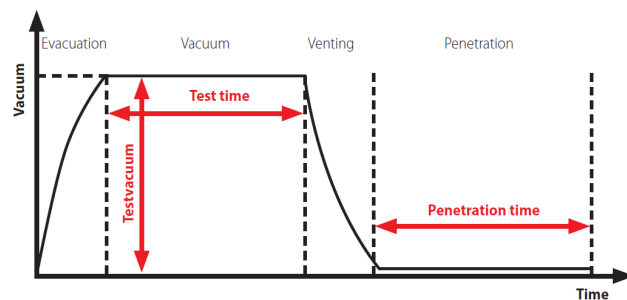 Evacuation Vacuum Venting Penetration
Vacuum
Test time
Testvacuum
Penetration time
Time